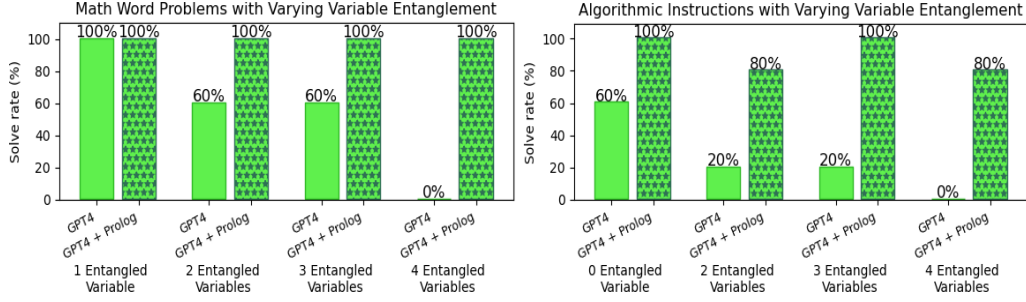 Math Word Problems with Varying Variable Entanglement
100% 100% 60% 100% 60% 100% 0% 100%
Solve rate (%)
100
80
60
40
20
0
GPT4 GPT4 + Prolog GPT4 GPT4 + Prolog GPT4 GPT4 + Prolog GPT4 GPT4 + Prolog
1 Entangled 2 Entangled 3 Entangled 4 Entangled
Variable Variables Variables Variables
Algorithmic Instructions with Varying Variable Entanglement
60% 100% 20% 80% 20% 100% 0% 80%
Solve rate (%)
100
80
60
40
20
0
GPT4 GPT4 + Prolog GPT4 GPT4 + Prolog GPT4 GPT4 + Prolog GPT4 GPT4 + Prolog
0 Entangled 2 Entangled 3 Entangled 4 Entangled
Variable Variables Variables Variables